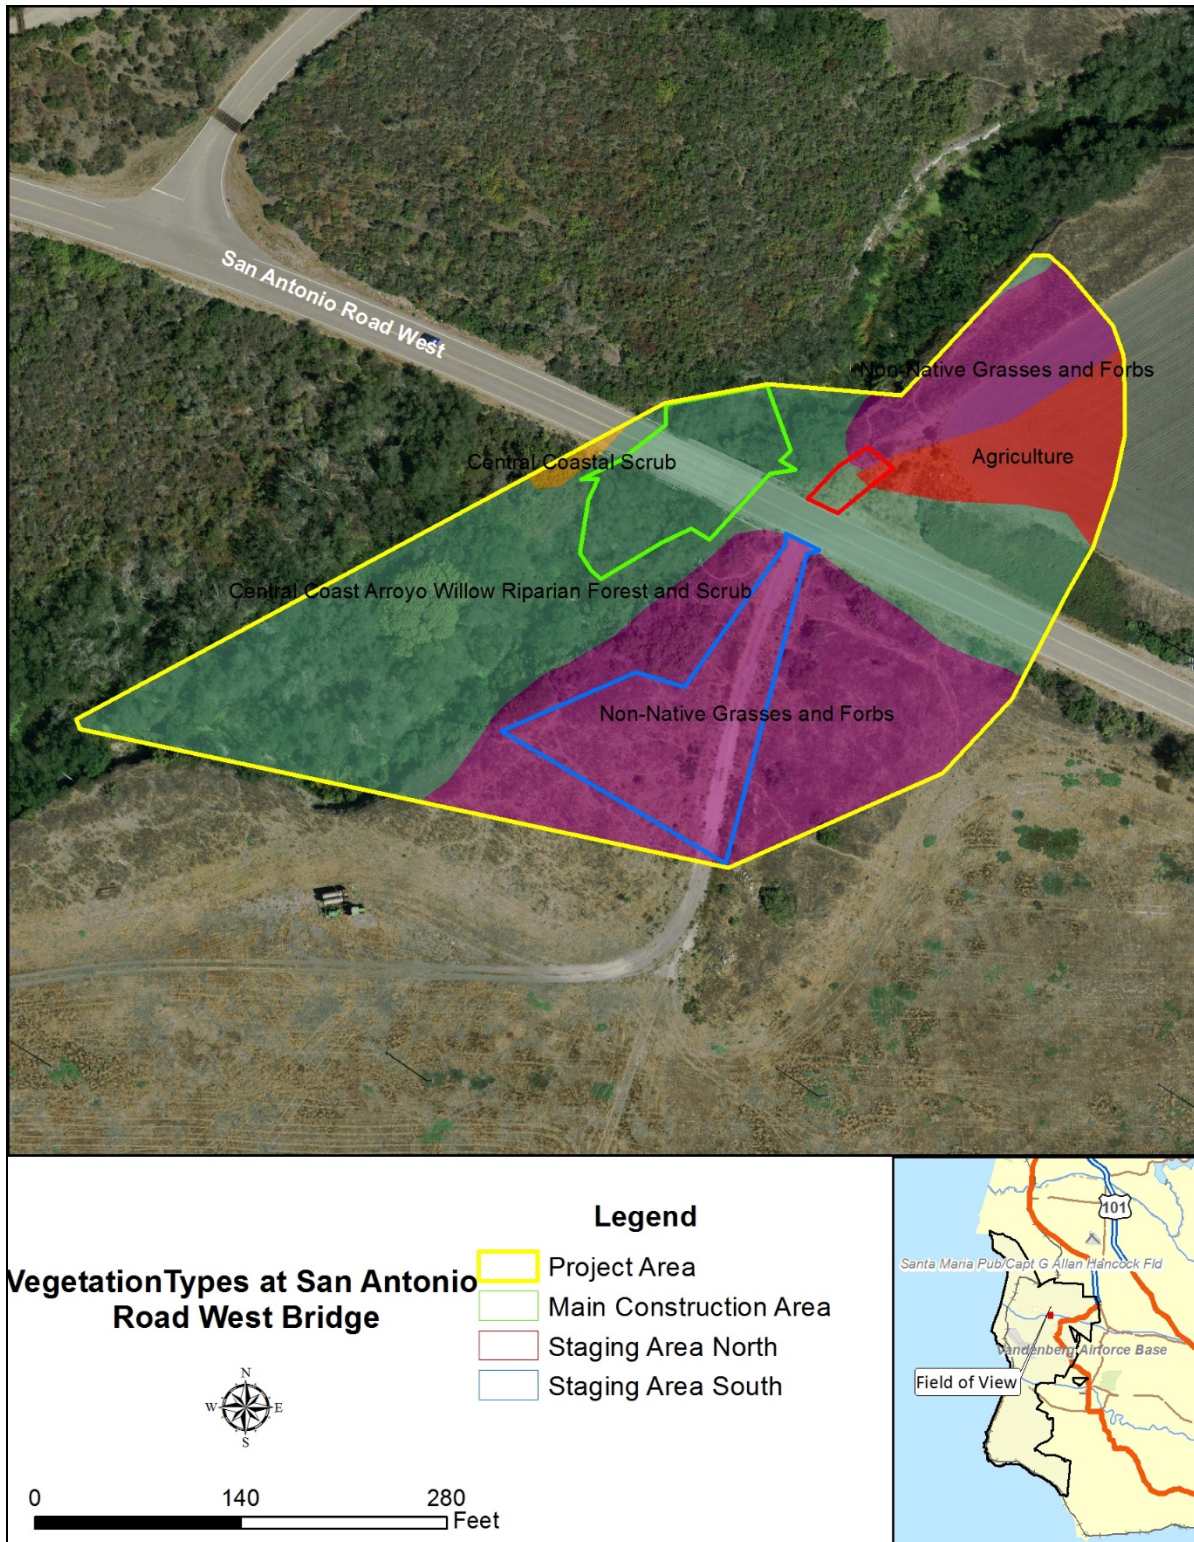 San Antonio Road West
Non-Native Grasses and Forbs
Agriculture
Central Coastal Scrub
Central Coast Arroyo Willow Riparian Forest and Scrub
Non-Native Grasses and Forbs
VegetationTypes at San Antonio
Road West Bridge
N
W E
S
0 140 280
Feet
Legend
Project Area
Main Construction Area
Staging Area North
Staging Area South
101
Santa Maria Pub/Capt G Allan Hancock Fld
Vandenberg Airforce Base
Field of View